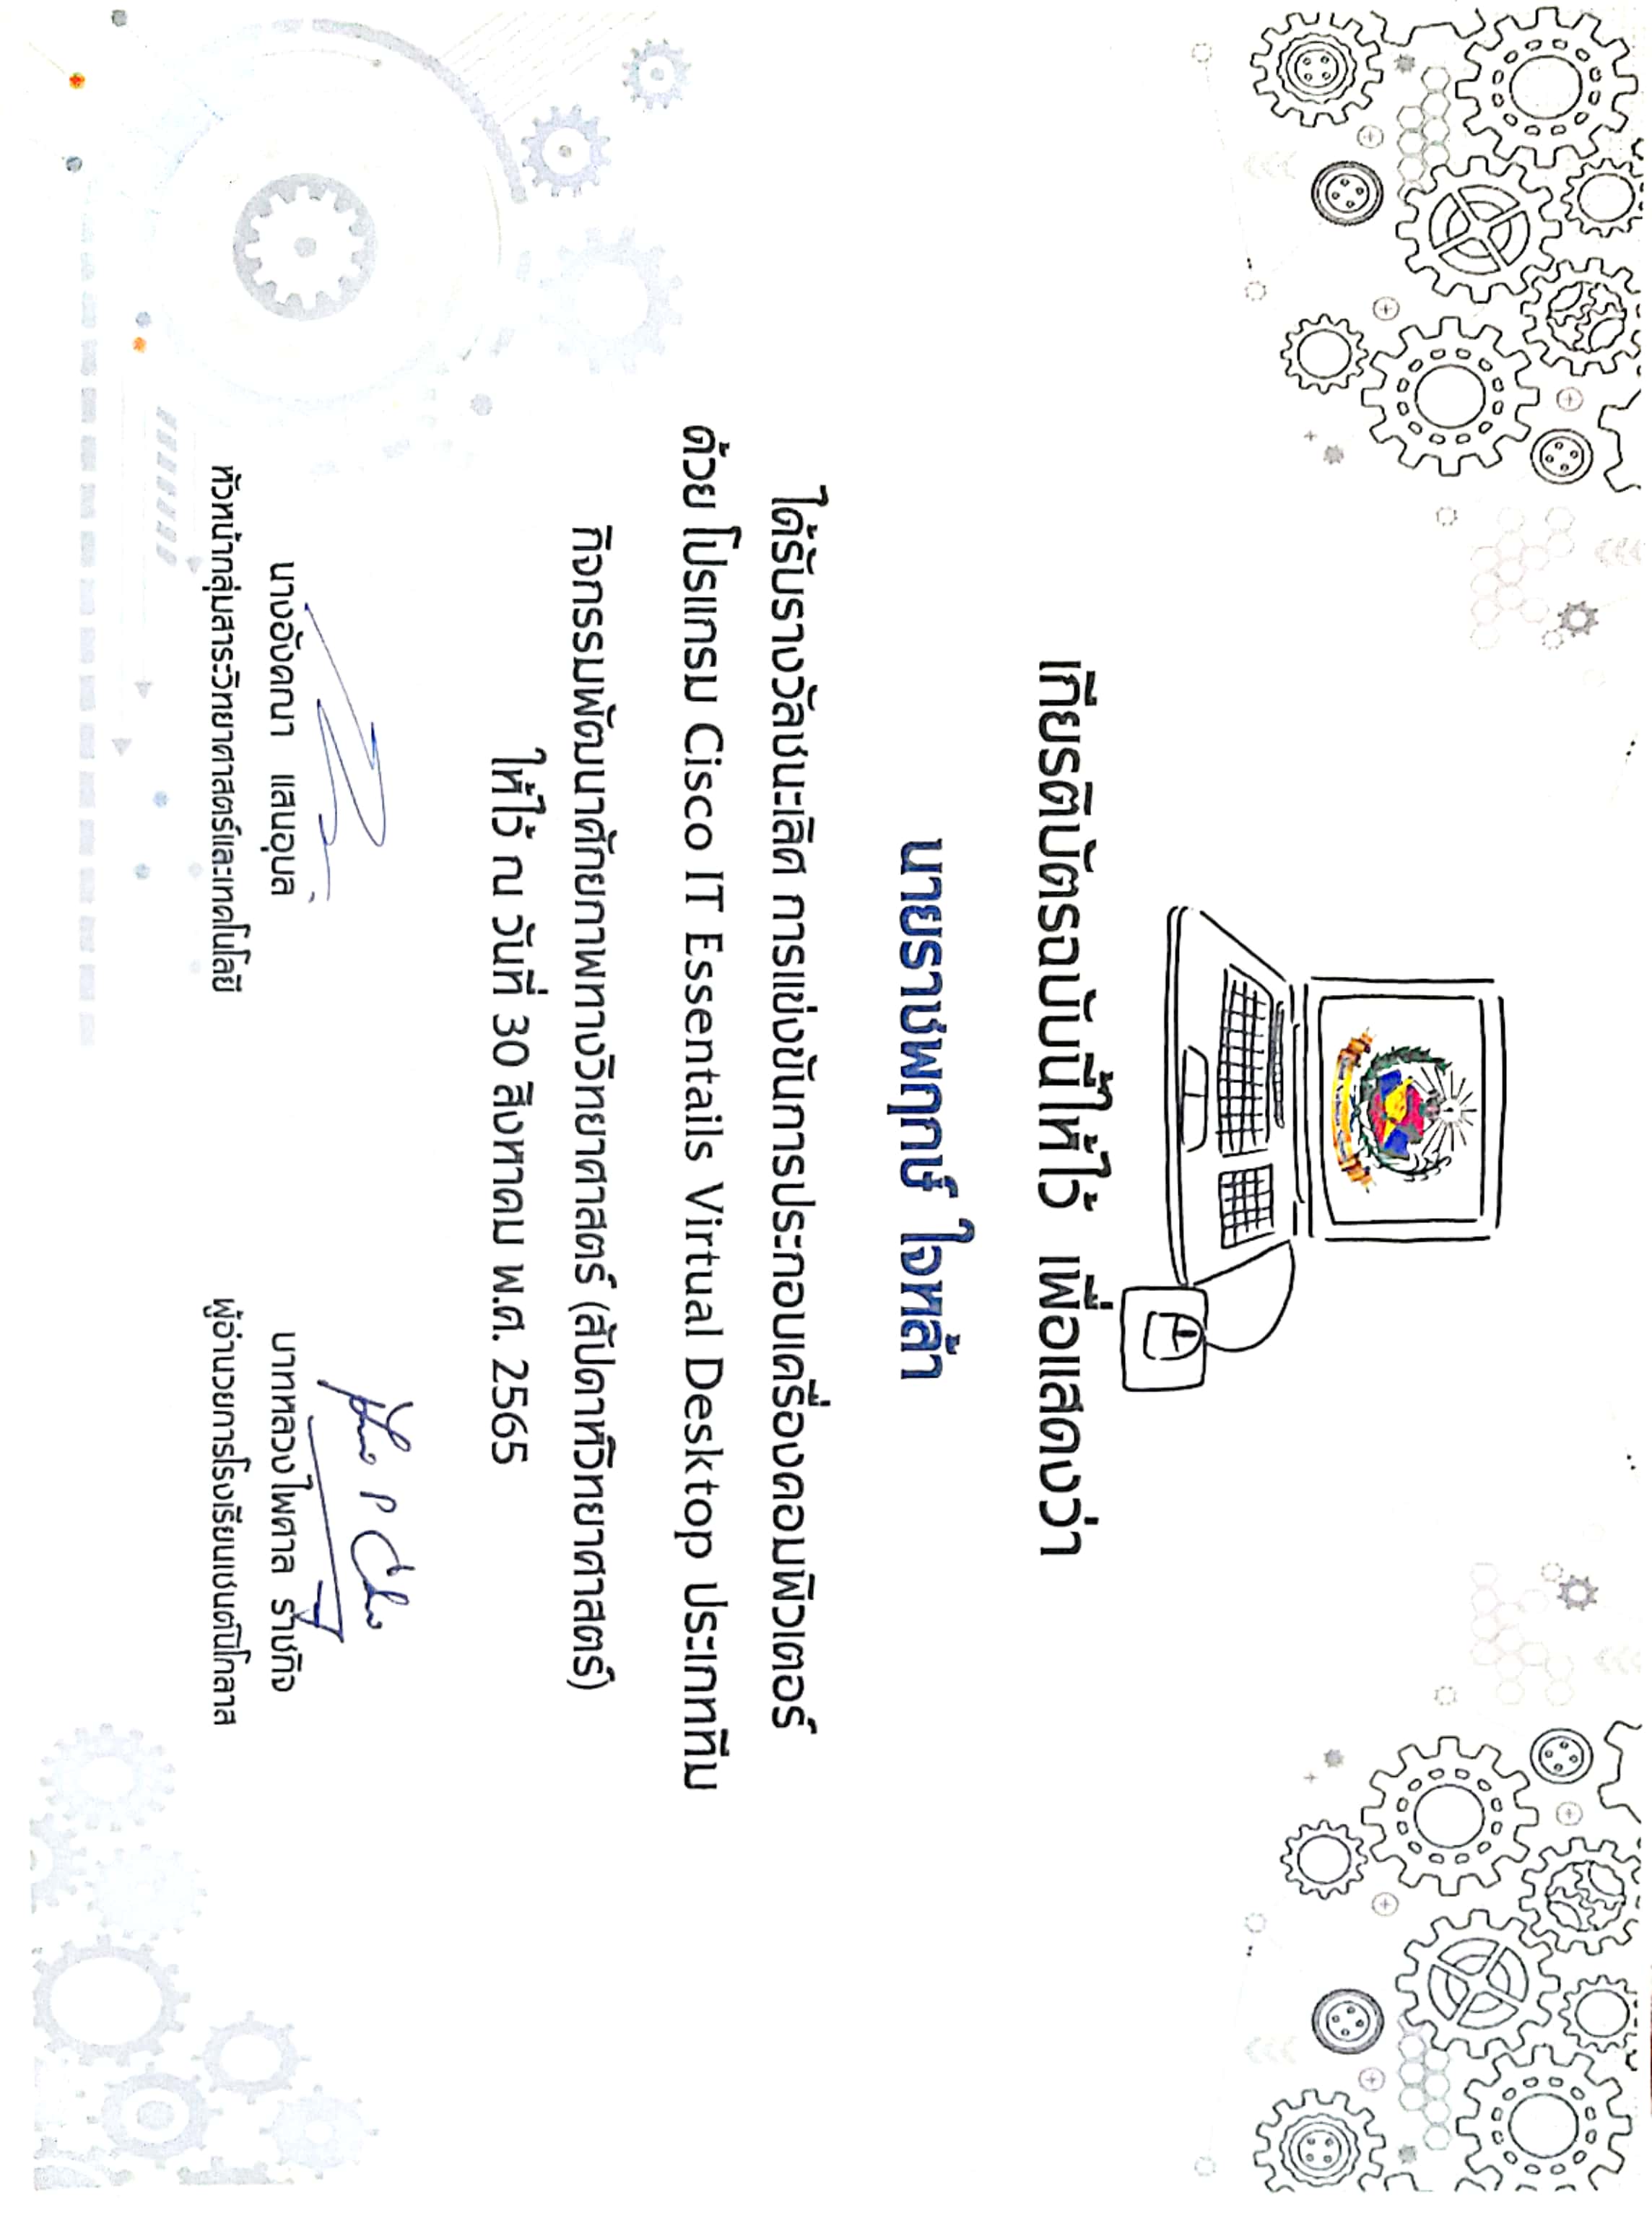 Saint Nicholas School
เกียรติบัตรฉบับนี้ให้ไว้ เพื่อแสดงว่า
นายราชพฤกษ์ ใจหล้า
ได้รับรางวัลชนะเลิศ การแข่งขันการประกอบเครื่องคอมพิวเตอร์
ด้วย โปรแกรม Cisco IT Essentails Virtual Desktop ประเภททีม
กิจกรรมพัฒนาศักยภาพทางวิทยาศาสตร์ (สัปดาห์วิทยาศาสตร์)
ให้ไว้ ณ วันที่ 30 สิงหาคม พ.ศ. 2565
นางอังคณา แสนอุบล
บาทหลวงไพศาล ราชกิจ
หัวหน้ากลุ่มสาระวิทยาศาสตร์และเทคโนโลยี
ผู้อำนวยการโรงเรียนเซนต์นิโกลาส